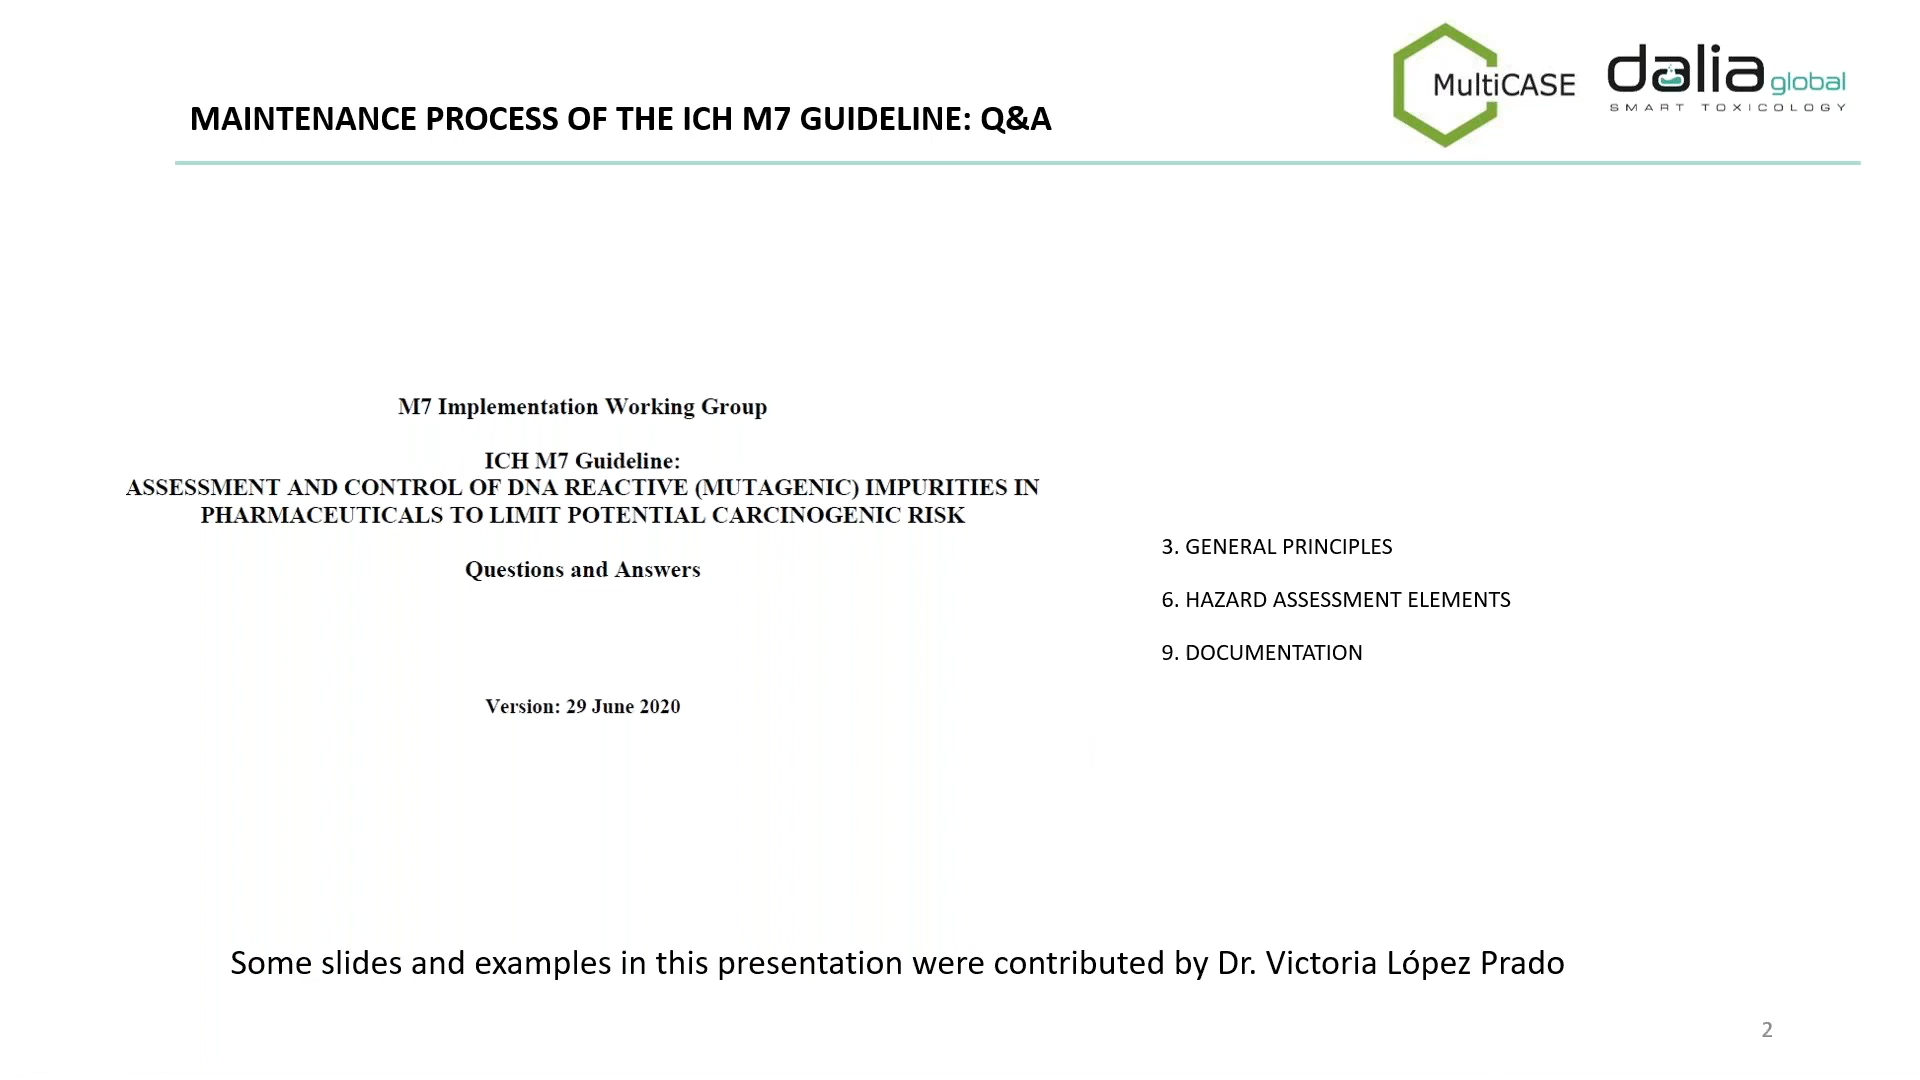 MAINTENANCE PROCESS OF THE ICH M7 GUIDELINE: Q&A
MultiCASE
dalia global
SMART TOXICOLOGY
M7 Implementation Working Group
ICH M7 Guideline:
ASSESSMENT AND CONTROL OF DNA REACTIVE (MUTAGENIC) IMPURITIES IN
PHARMACEUTICALS TO LIMIT POTENTIAL CARCINOGENIC RISK
Questions and Answers
Version: 29 June 2020
3. GENERAL PRINCIPLES
6. HAZARD ASSESSMENT ELEMENTS
9. DOCUMENTATION
Some slides and examples in this presentation were contributed by Dr. Victoria López Prado
2